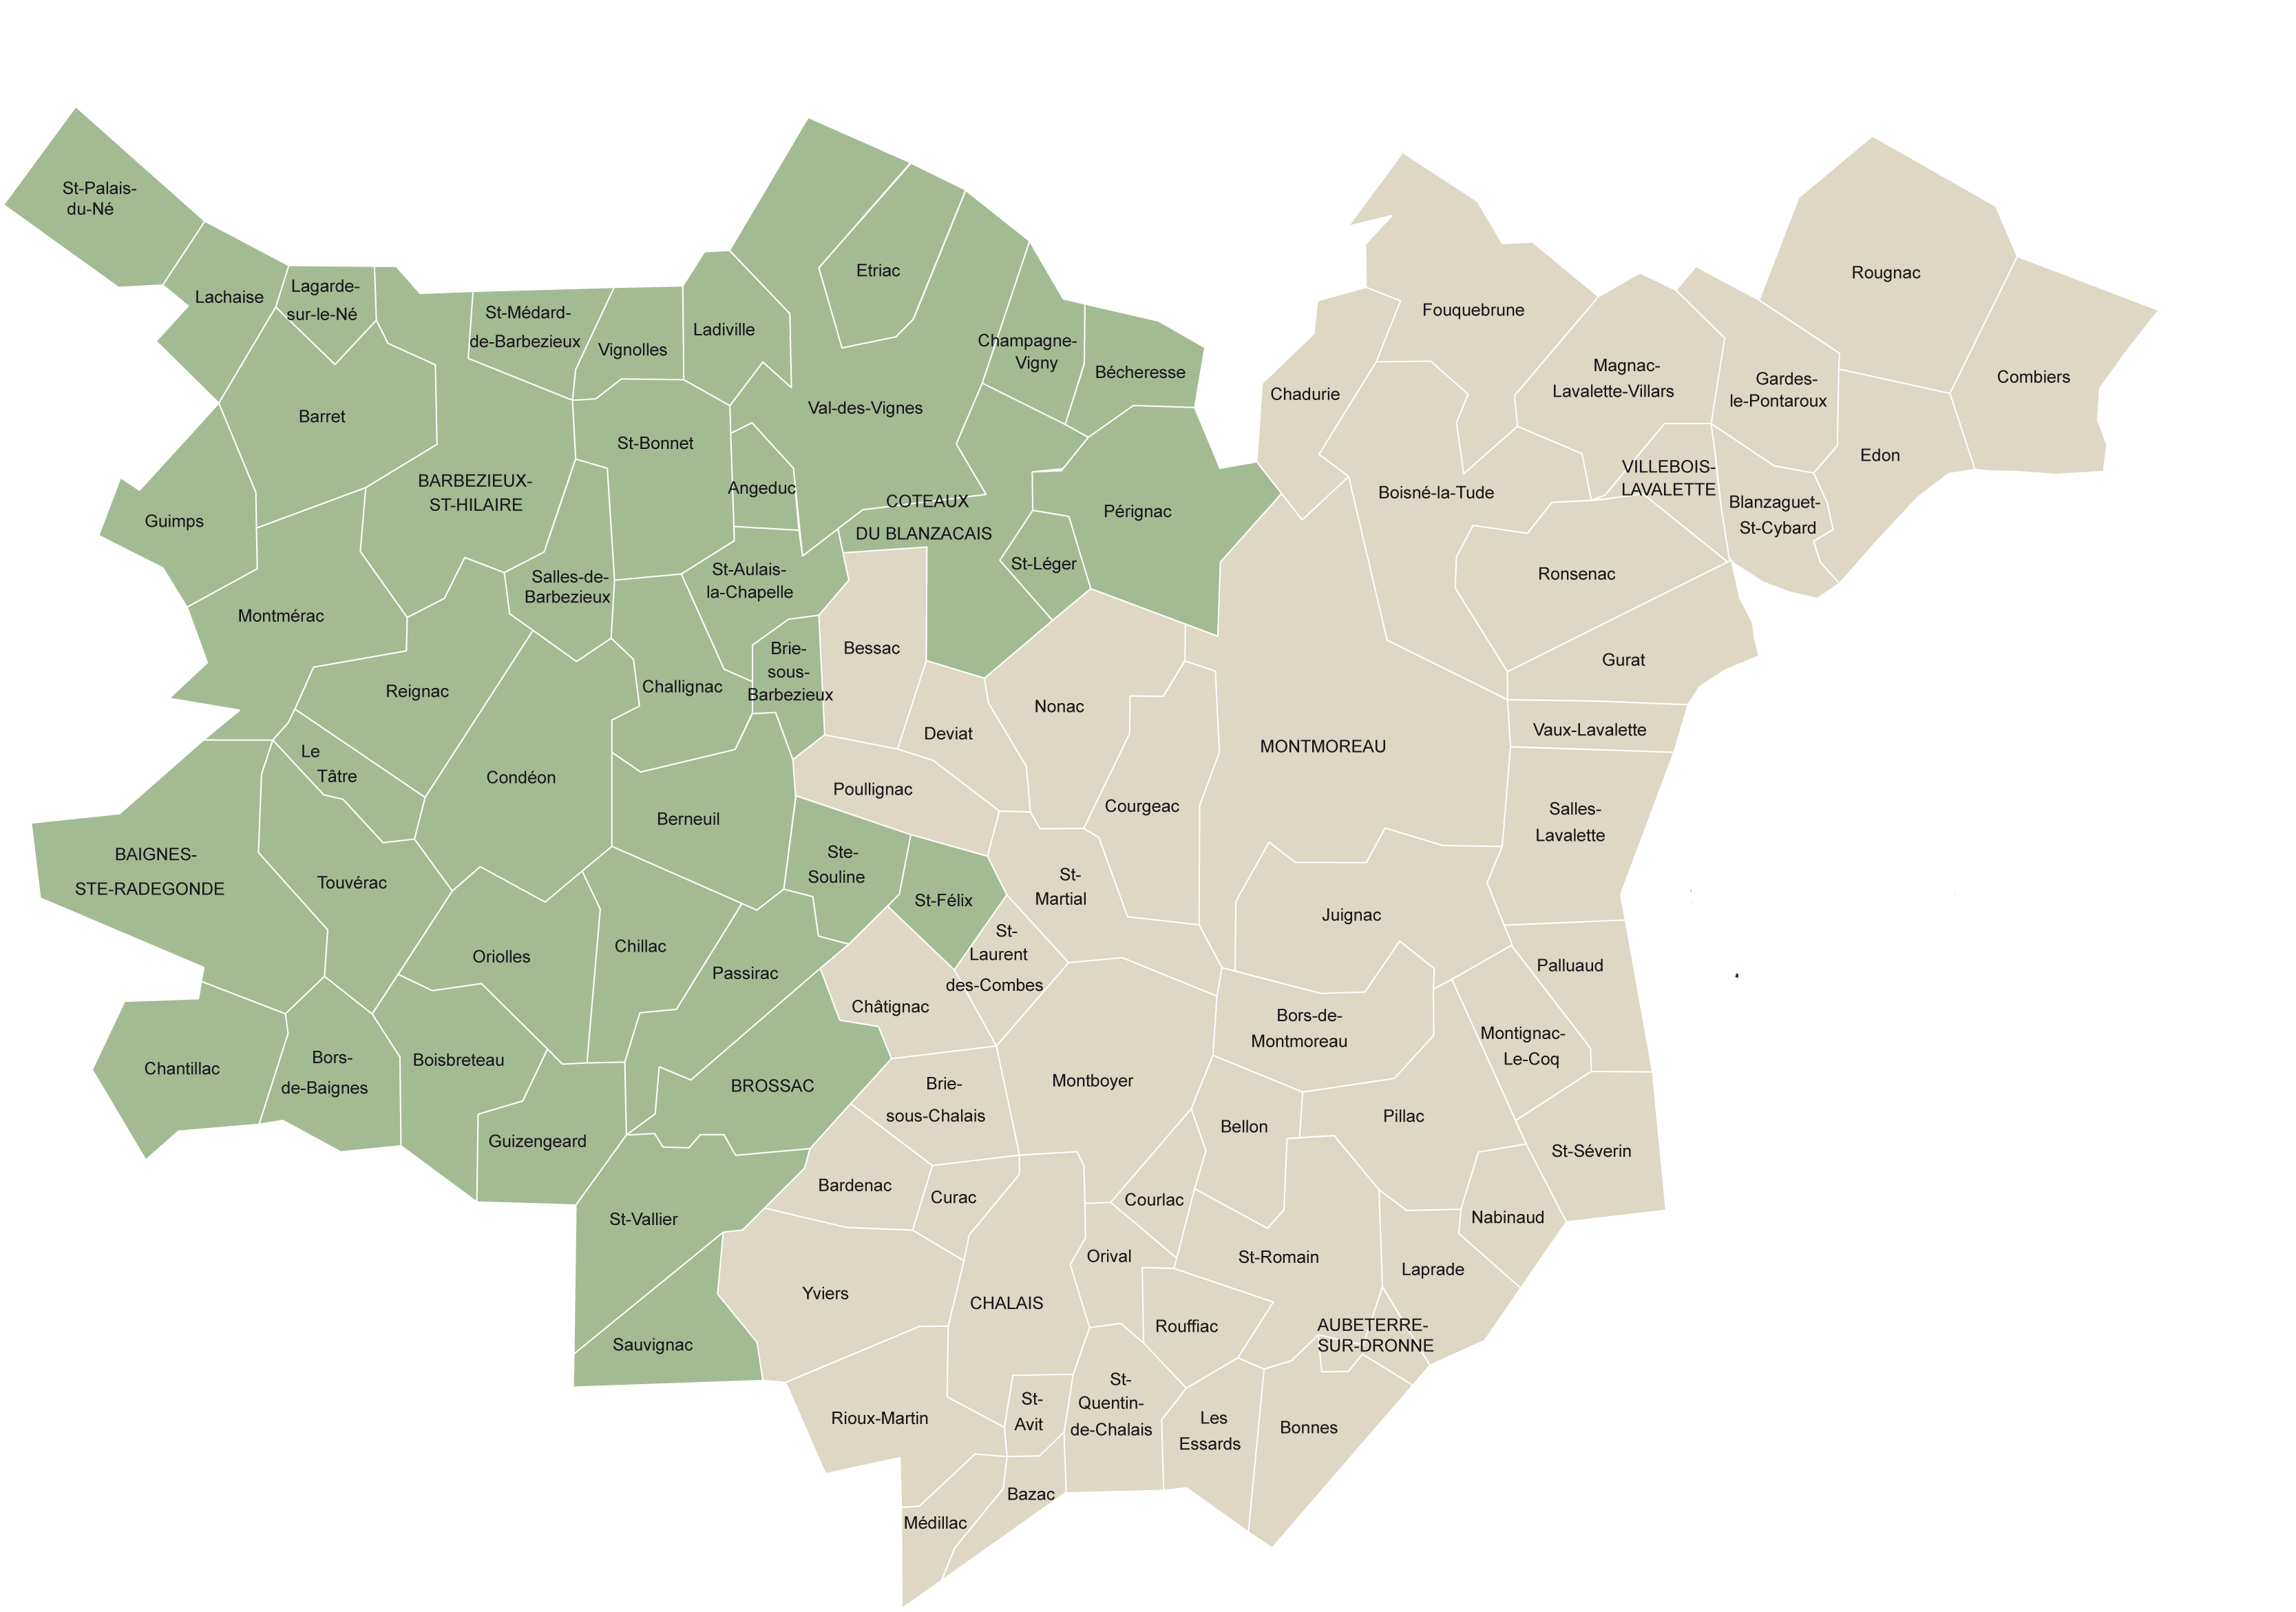 St-Palais-
du-Né
Lachaise
Lagarde-
sur-le-Né
St-Médard-
de-Barbezieux
Vignolles
Ladiville
Etriac
Champagne-
Vigny
Bécheresse
Barret
BARBEZIEUX-
ST-HILAIRE
St-Bonnet
Val-des-Vignes
Angeduc
COTEAUX
DU BLANZACAIS
Pérignac
St-Léger
Guimps
Montmérac
Salles-de-
Barbezieux
St-Aulais-
la-Chapelle
Brie-
sous-
Barbezieux
Challignac
Reignac
Le
Tâtre
Condéon
Berneuil
BAIGNES-
STE-RADEGONDE
Touvérac
Oriolles
Chillac
Passirac
Ste-
Souline
St-Félix
Chantillac
Bors-
de-Baignes
Boisbreteau
Guizengeard
BROSSAC
St-Vallier
Sauvignac
Rougnac
Combiers
Fouquebrune
Chadurie
Magnac-
Lavalette-Villars
Gardes-
le-Pontaroux
Edon
Boisné-la-Tude
VILLEBOIS-
LAVALETTE
Blanzaguet-
St-Cybard
Ronsenac
Gurat
Vaux-Lavalette
Salles-
Lavalette
Bessac
Deviat
Nonac
MONTMOREAU
Poullignac
Courgeac
St-
Martial
Juignac
Palluaud
St-
Laurent
des-Combes
Châtignac
Bors-de-
Montmoreau
Montignac-
Le-Coq
Brie-
sous-Chalais
Montboyer
Bellon
Pillac
St-Séverin
Bardenac
Curac
Courlac
Nabinaud
Orival
St-Romain
Laprade
Yviers
CHALAIS
Rouffiac
AUBETERRE-
SUR-DRONNE
Rioux-Martin
St-
Avit
St-
Quentin-
de-Chalais
Les
Essards
Bonnes
Bazac
Médillac